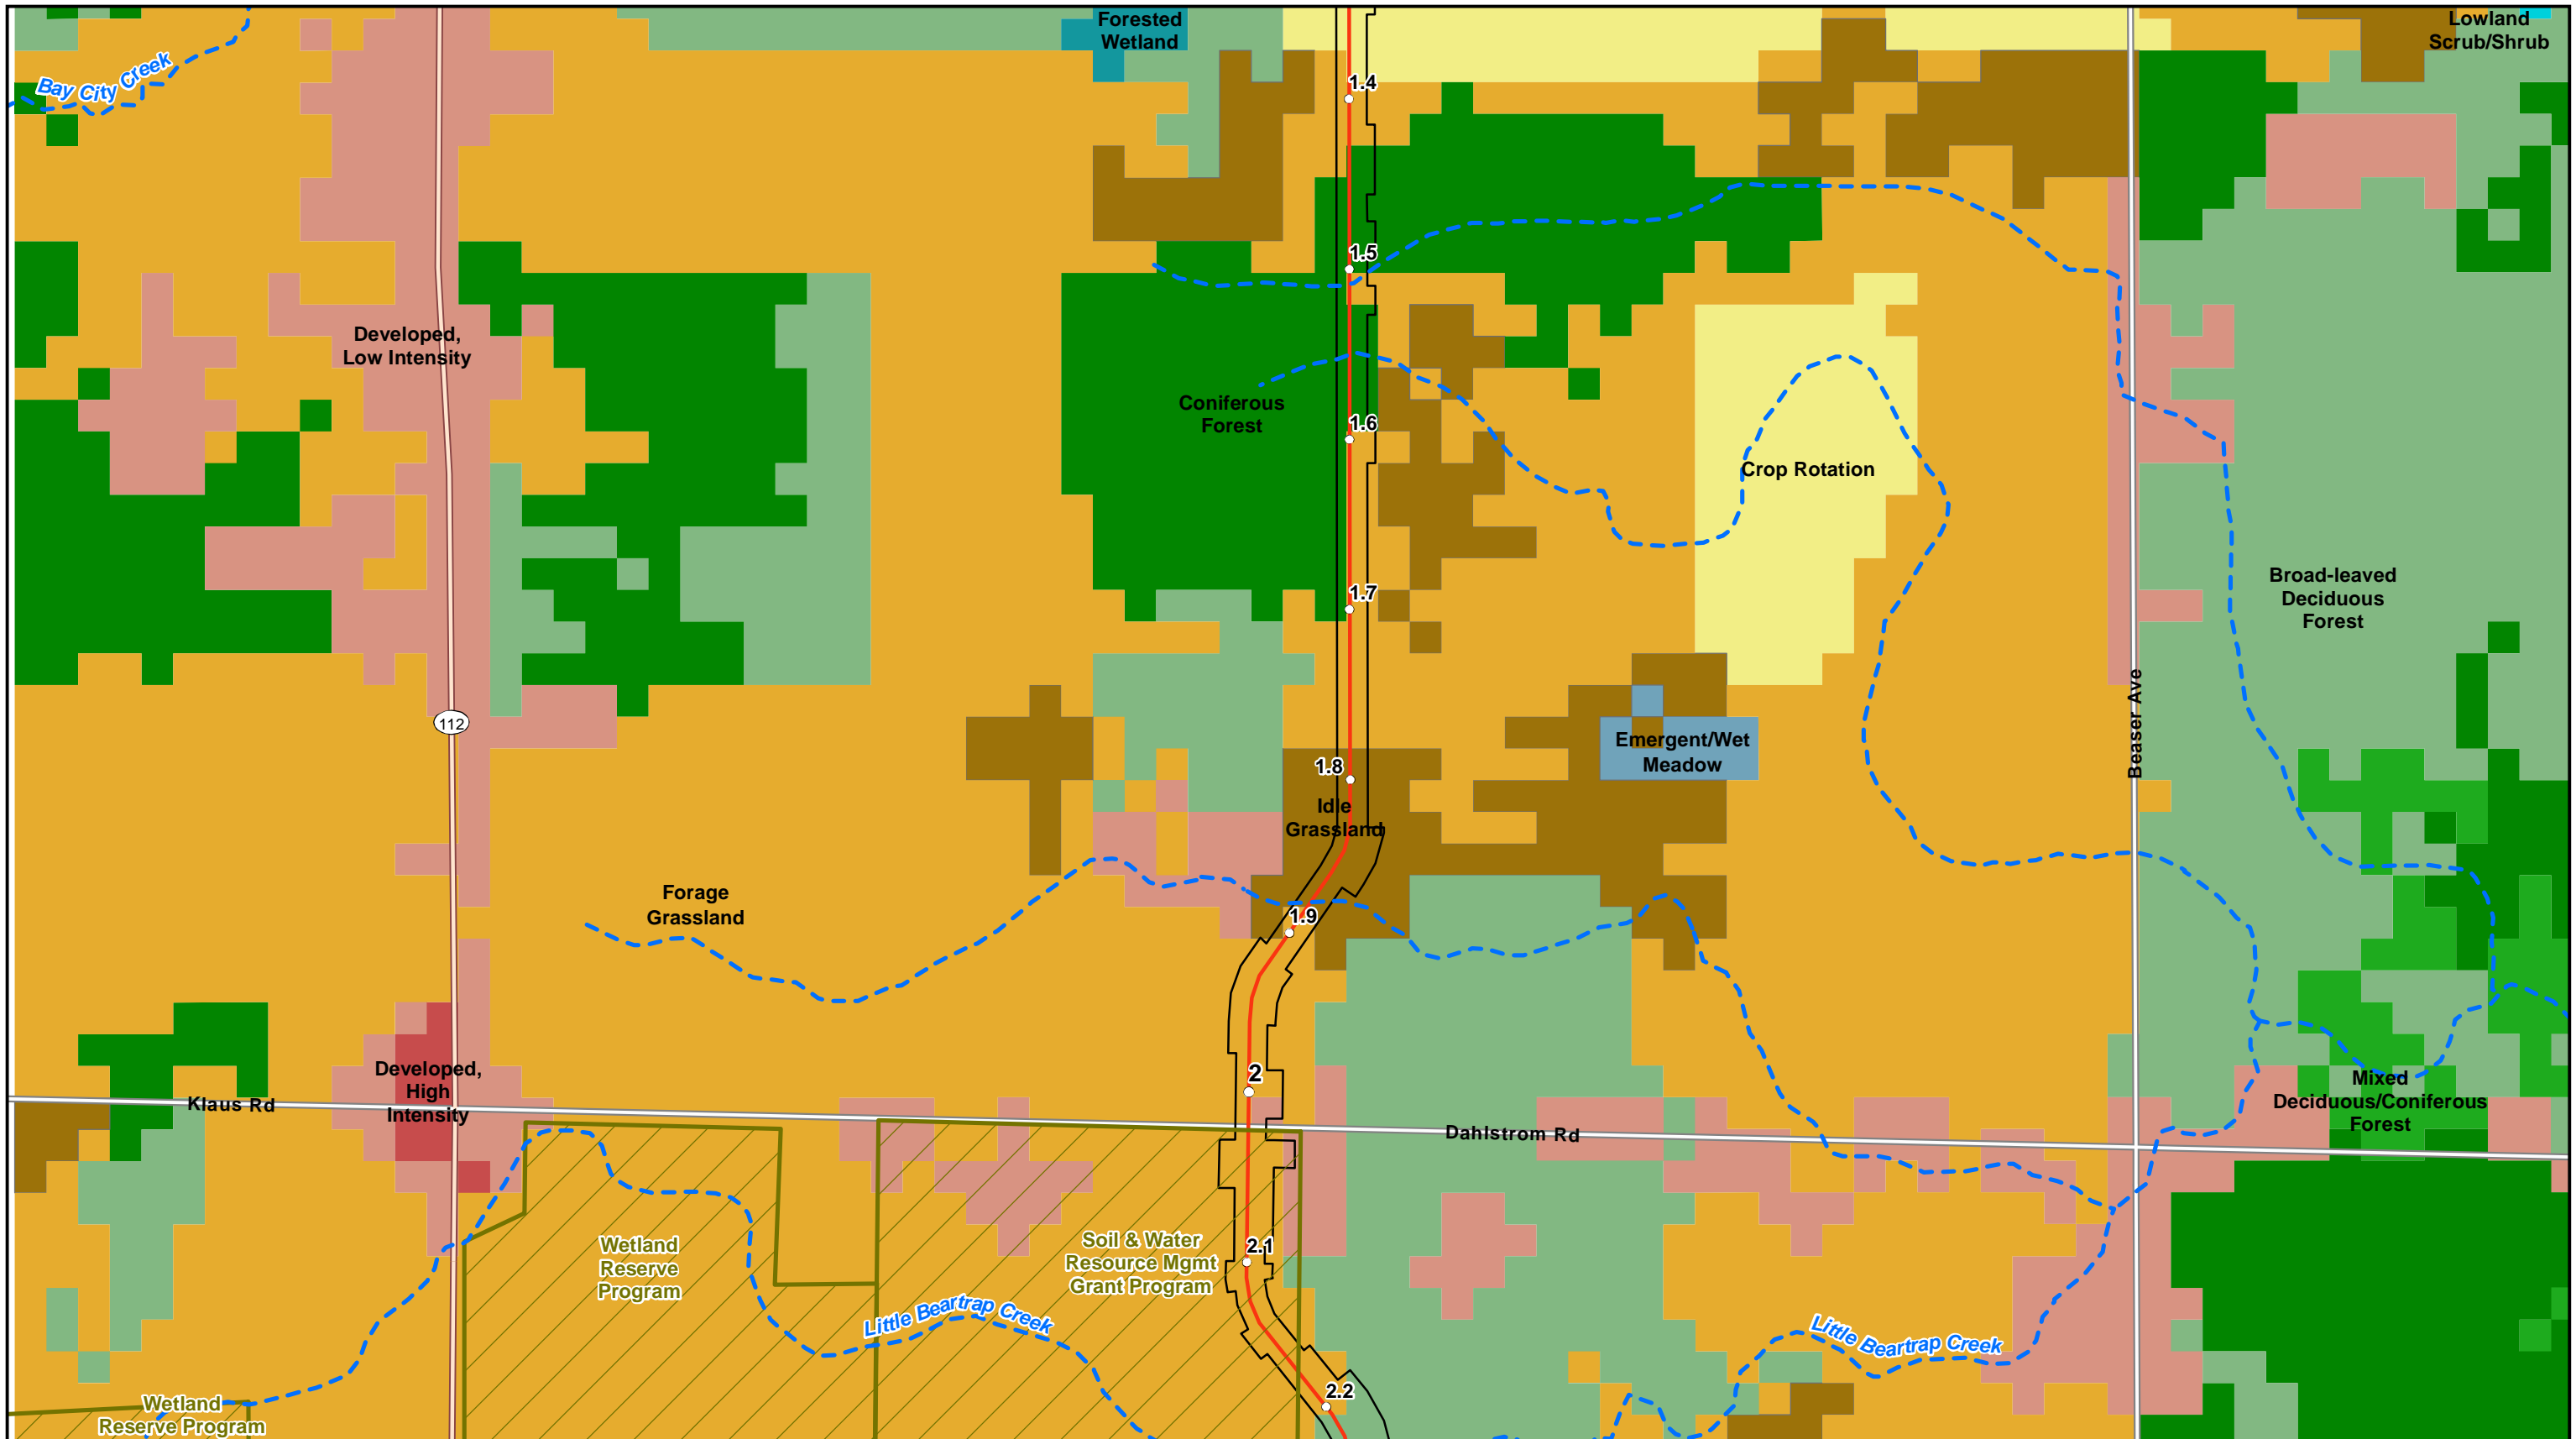 Forested
Wetland
Lowland
Scrub/Shrub
Bay City Creek
1.4
1.5
Developed,
Low Intensity
Coniferous
Forest
1.6
Crop Rotation
1.7
Broad-leaved
Deciduous
Forest
112
Beaser Ave
Emergent/Wet
Meadow
1.8
Idle
Grassland
Forage
Grassland
1.9
2
Developed,
High
Intensity
Klaus Rd
Dahlstrom Rd
Mixed
Deciduous/Coniferous
Forest
Wetland
Reserve
Program
Soil & Water
Resource Mgmt
Grant Program
2.1
Little Beartrap Creek
Little Beartrap Creek
2.2
Wetland
Reserve Program